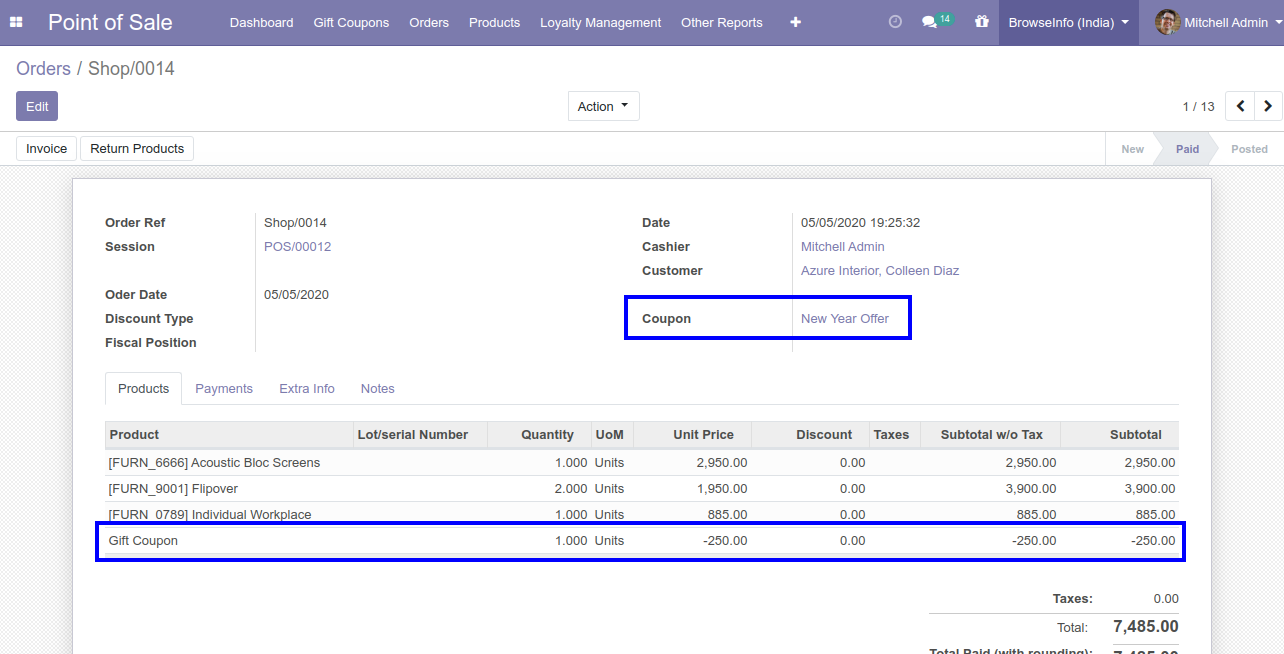 Point of Sale Dashboard Gift Coupons Orders Products Loyalty Management Other Reports 14 BrowseInfo (India) Mitchell Admin
Orders / Shop/0014
Edit Action 1 / 13
Invoice Return Products New Paid Posted
Order Ref Shop/0014 Date 05/05/2020 19:25:32
Session POS/00012 Cashier Mitchell Admin
Customer Azure Interior, Colleen Diaz
Oder Date 05/05/2020
Discount Type Coupon New Year Offer
Fiscal Position
Products Payments Extra Info Notes
Product Lot/serial Number Quantity UoM Unit Price Discount Taxes Subtotal w/o Tax Subtotal
[FURN_6666] Acoustic Bloc Screens 1.000 Units 2,950.00 0.00 2,950.00 2,950.00
[FURN_9001] Flipover 2.000 Units 1,950.00 0.00 3,900.00 3,900.00
[FURN_0789] Individual Workplace 1.000 Units 885.00 0.00 885.00 885.00
Gift Coupon 1.000 Units -250.00 0.00 -250.00 -250.00
Taxes: 0.00
Total: 7,485.00
Total Paid (with rounding): 7,485.00